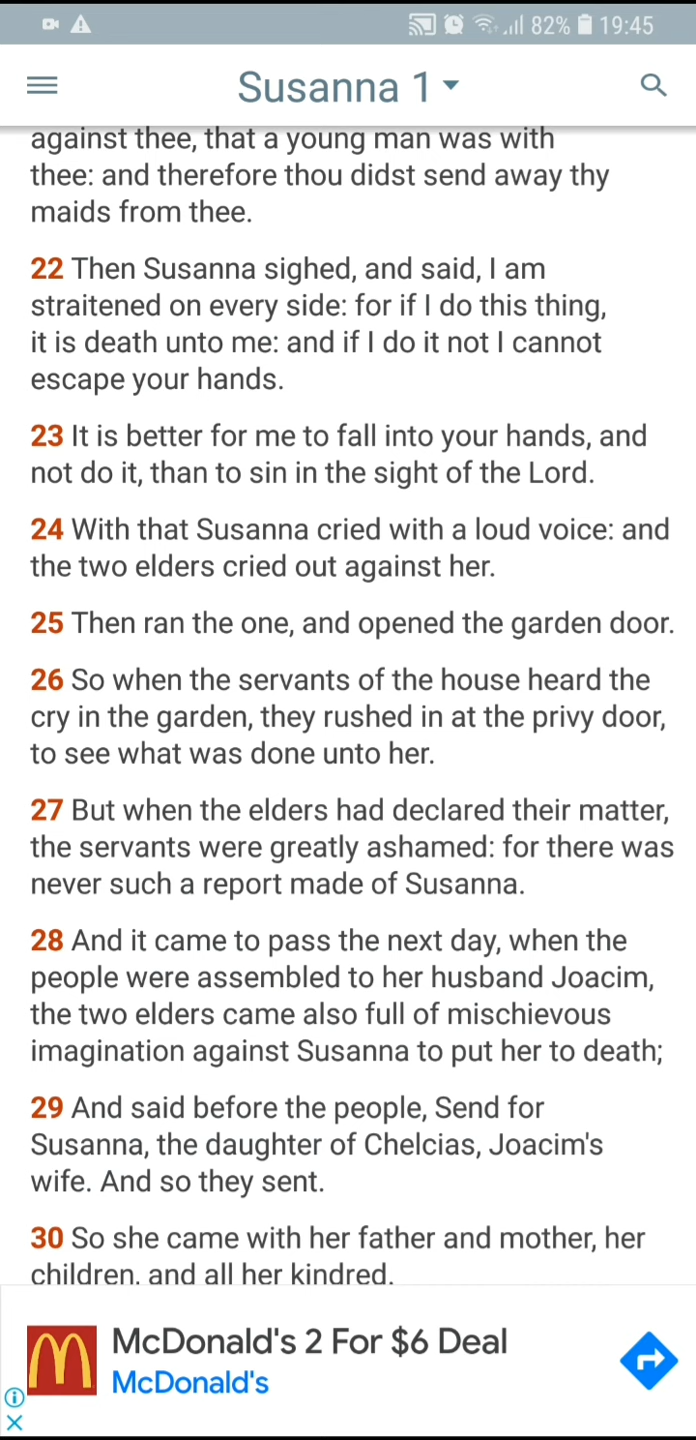 82% 19:45
Susanna 1
against thee, that a young man was with
thee: and therefore thou didst send away thy
maids from thee.
22 Then Susanna sighed, and said, I am
straitened on every side: for if I do this thing,
it is death unto me: and if I do it not I cannot
escape your hands.
23 It is better for me to fall into your hands, and
not do it, than to sin in the sight of the Lord.
24 With that Susanna cried with a loud voice: and
the two elders cried out against her.
25 Then ran the one, and opened the garden door.
26 So when the servants of the house heard the
cry in the garden, they rushed in at the privy door,
to see what was done unto her.
27 But when the elders had declared their matter,
the servants were greatly ashamed: for there was
never such a report made of Susanna.
28 And it came to pass the next day, when the
people were assembled to her husband Joacim,
the two elders came also full of mischievous
imagination against Susanna to put her to death;
29 And said before the people, Send for
Susanna, the daughter of Chelcias, Joacim's
wife. And so they sent.
30 So she came with her father and mother, her
children, and all her kindred.
McDonald's 2 For $6 Deal
McDonald's